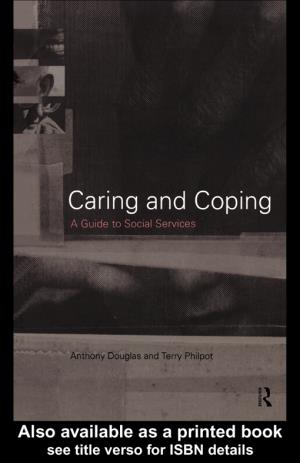 Caring and Coping
A Guide to Social Services
Anthony Douglas and Terry Philpot
Also available as a printed book
see title verso for ISBN details